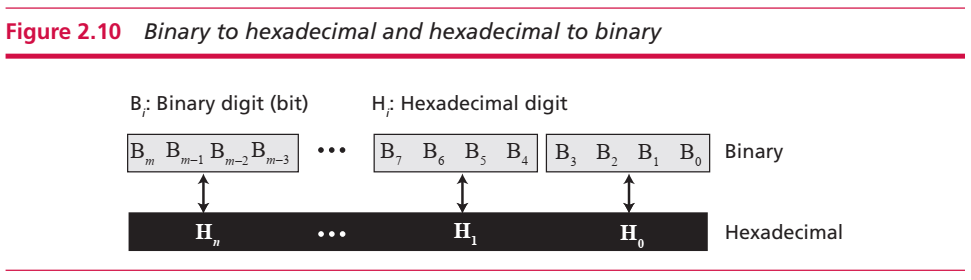 Figure 2.10 Binary to hexadecimal and hexadecimal to binary
Bᵢ: Binary digit (bit) Hᵢ: Hexadecimal digit
Bₘ Bₘ₋₁ Bₘ₋₂ Bₘ₋₃ ••• B₇ B₆ B₅ B₄ B₃ B₂ B₁ B₀ Binary
Hₙ ••• H₁ H₀ Hexadecimal